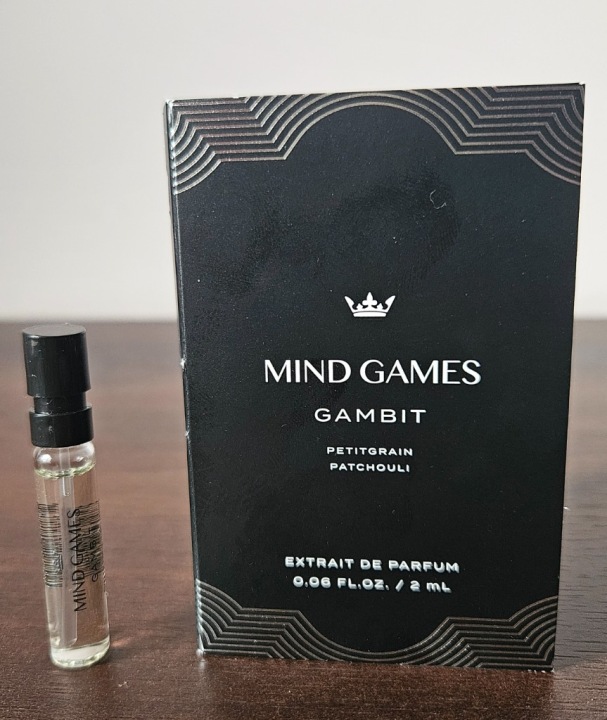 MIND GAMES
GAMBIT
PETITGRAIN
PATCHOULI
EXTRAIT DE PARFUM
0.06 FL.OZ. / 2 mL
MIND GAMES